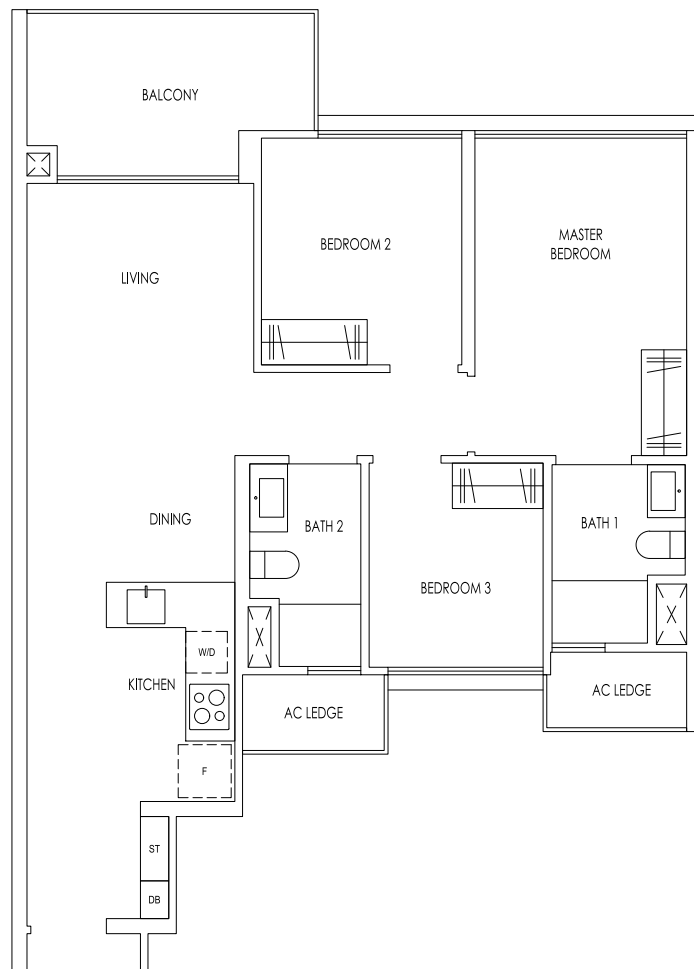 BALCONY
MASTER
BEDROOM
BEDROOM 2
LIVING
DINING
BATH 2
BATH 1
BEDROOM 3
W/D
KITCHEN
AC LEDGE
AC LEDGE
F
ST
DB